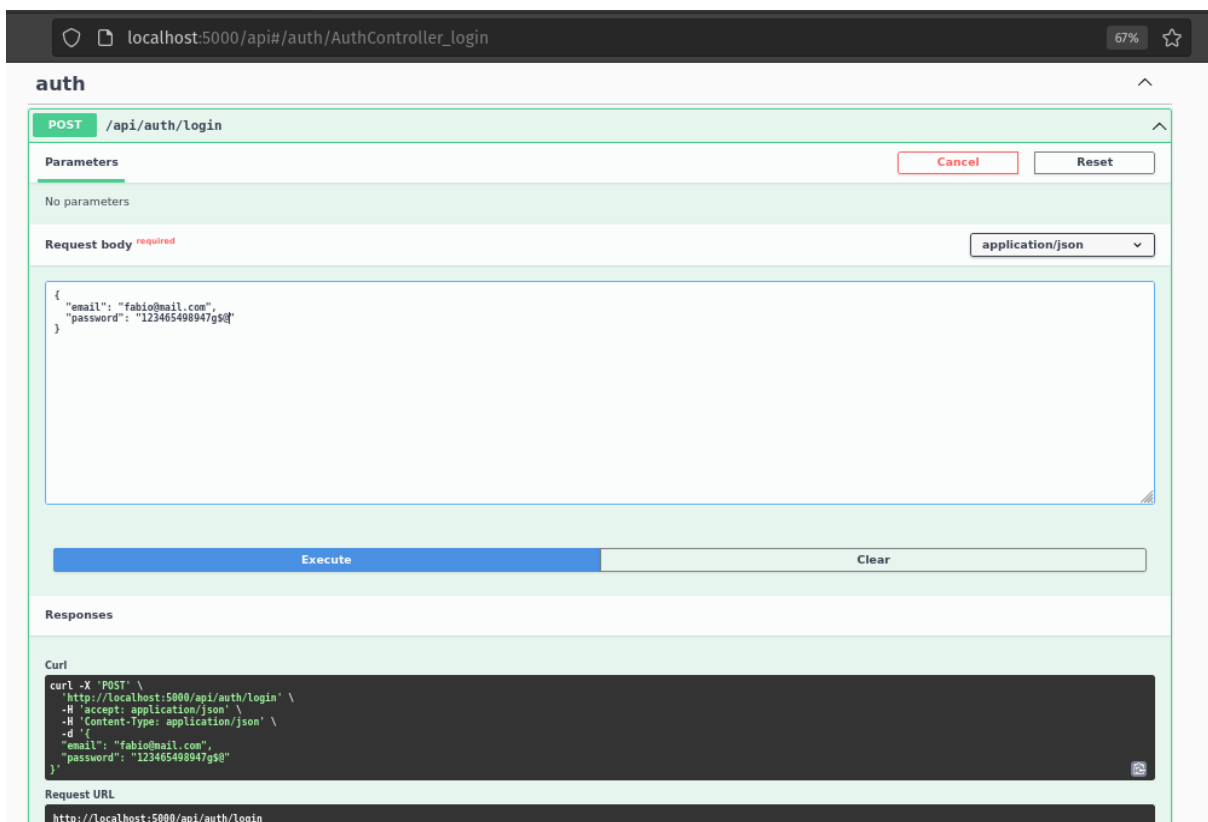 localhost:5000/api#/auth/AuthController_login
67%
auth
POST /api/auth/login
Parameters
Cancel
Reset
No parameters
Request body required
application/json
{
"email": "fabio@mail.com",
"password": "123465498947g$@"
}
Execute
Clear
Responses
Curl
curl -X 'POST' \
'http://localhost:5000/api/auth/login' \
-H 'accept: application/json' \
-H 'Content-Type: application/json' \
-d '{
"email": "fabio@mail.com",
"password": "123465498947g$@"
}'
Request URL
http://localhost:5000/api/auth/login